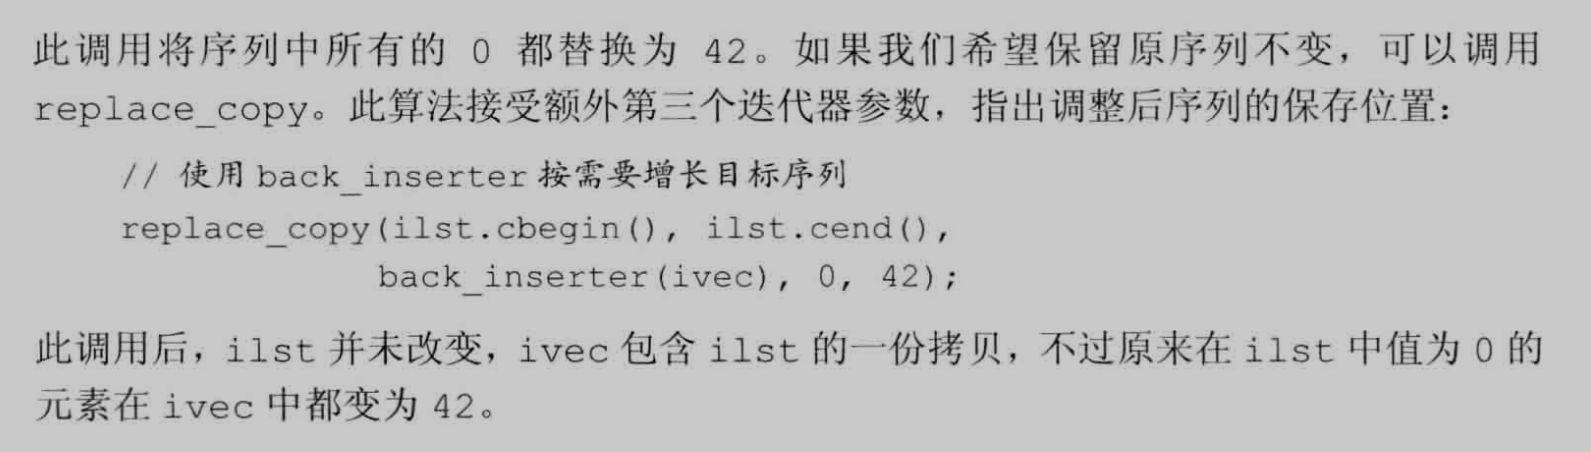 此调用将序列中所有的 0 都替换为 42。如果我们希望保留原序列不变，可以调用
replace_copy。此算法接受额外第三个迭代器参数，指出调整后序列的保存位置：
// 使用 back_inserter 按需要增长目标序列
replace_copy(ilst.cbegin(), ilst.cend(),
back_inserter(ivec), 0, 42);
此调用后，ilst 并未改变，ivec 包含 ilst 的一份拷贝，不过原来在 ilst 中值为 0 的
元素在 ivec 中都变为 42。